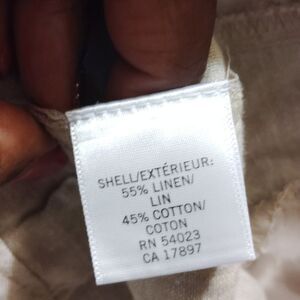 SHELL/EXTÉRIEUR:
55% LINEN/
LIN
45% COTTON/
COTON
RN 54023
CA 17897